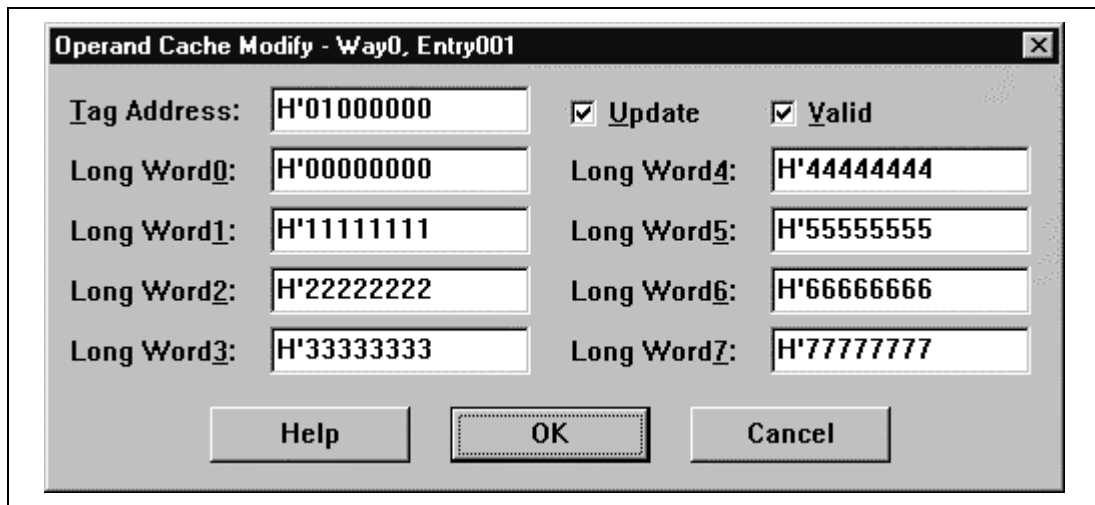 Operand Cache Modify - Way0, Entry001
Tag Address: H'01000000 Update Valid
Long Word0: H'00000000 Long Word4: H'44444444
Long Word1: H'11111111 Long Word5: H'55555555
Long Word2: H'22222222 Long Word6: H'66666666
Long Word3: H'33333333 Long Word7: H'77777777
Help OK Cancel